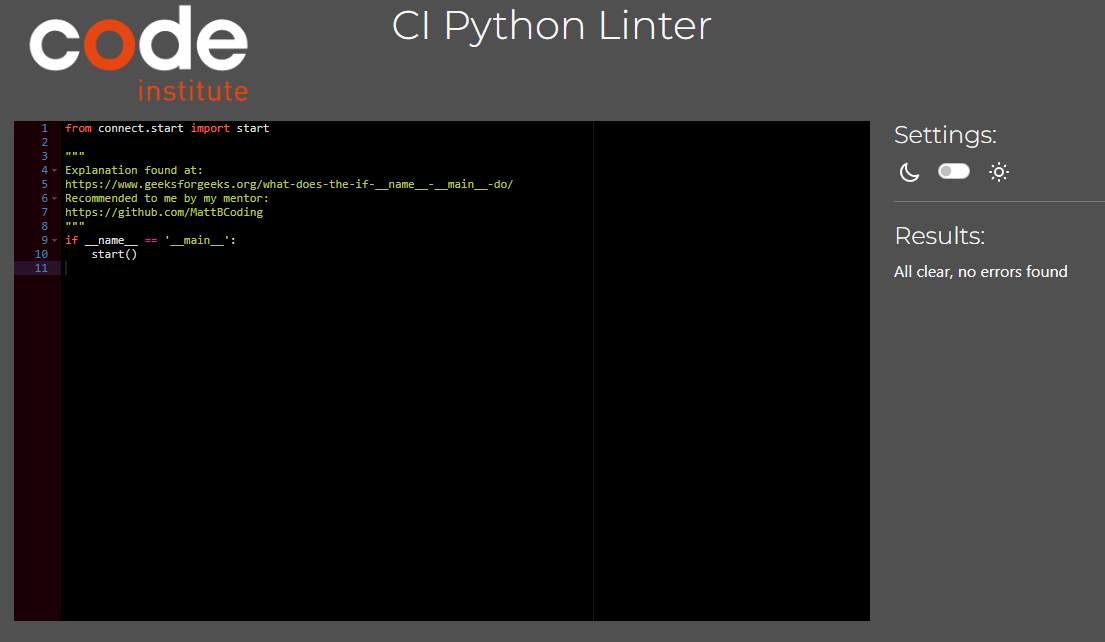 code
institute
CI Python Linter
1 from connect.start import start
2
3 """
4 Explanation found at:
5 https://www.geeksforgeeks.org/what-does-the-if-__name__-__main__-do/
6 Recommended to me by my mentor:
7 https://github.com/MattBCoding
8 """
9 if __name__ == '__main__':
10     start()
11
Settings:
Results:
All clear, no errors found